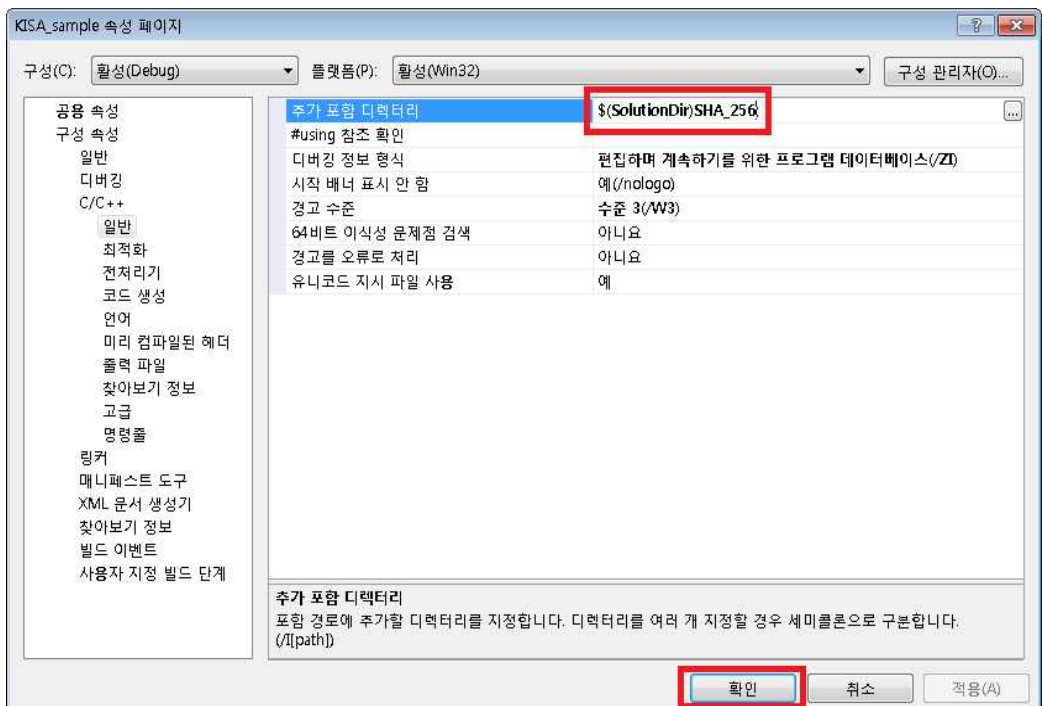 KISA_sample 속성 페이지
구성(C): 활성(Debug) 플랫폼(P): 활성(Win32) 구성 관리자(O)...
공용 속성
구성 속성
일반
디버깅
C/C++
일반
최적화
전처리기
코드 생성
언어
미리 컴파일된 헤더
출력 파일
찾아보기 정보
고급
명령줄
링커
매니페스트 도구
XML 문서 생성기
찾아보기 정보
빌드 이벤트
사용자 지정 빌드 단계
추가 포함 디렉터리 $(SolutionDir)SHA_256 ...
#using 참조 확인
디버깅 정보 형식 편집하며 계속하기를 위한 프로그램 데이터베이스(/ZI)
시작 배너 표시 안 함 예(/nologo)
경고 수준 수준 3(/W3)
64비트 이식성 문제점 검색 아니요
경고를 오류로 처리 아니요
유니코드 지시 파일 사용 예
추가 포함 디렉터리
포함 경로에 추가할 디렉터리를 지정합니다. 디렉터리를 여러 개 지정할 경우 세미콜론으로 구분합니다.
(/I[path])
확인 취소 적용(A)